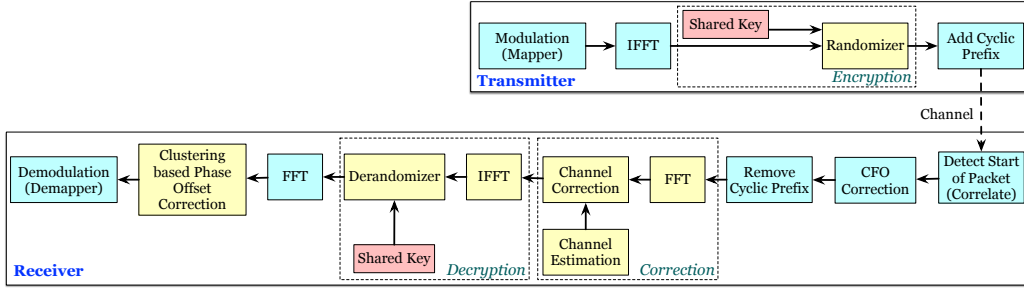 Modulation
(Mapper)
IFFT
Shared Key
Randomizer
Encryption
Add Cyclic
Prefix
Transmitter
Channel
Demodulation
(Demapper)
Clustering
based Phase
Offset
Correction
FFT
Derandomizer
IFFT
Shared Key
Decryption
Channel
Correction
FFT
Channel
Estimation
Correction
Remove
Cyclic Prefix
CFO
Correction
Detect Start
of Packet
(Correlate)
Receiver